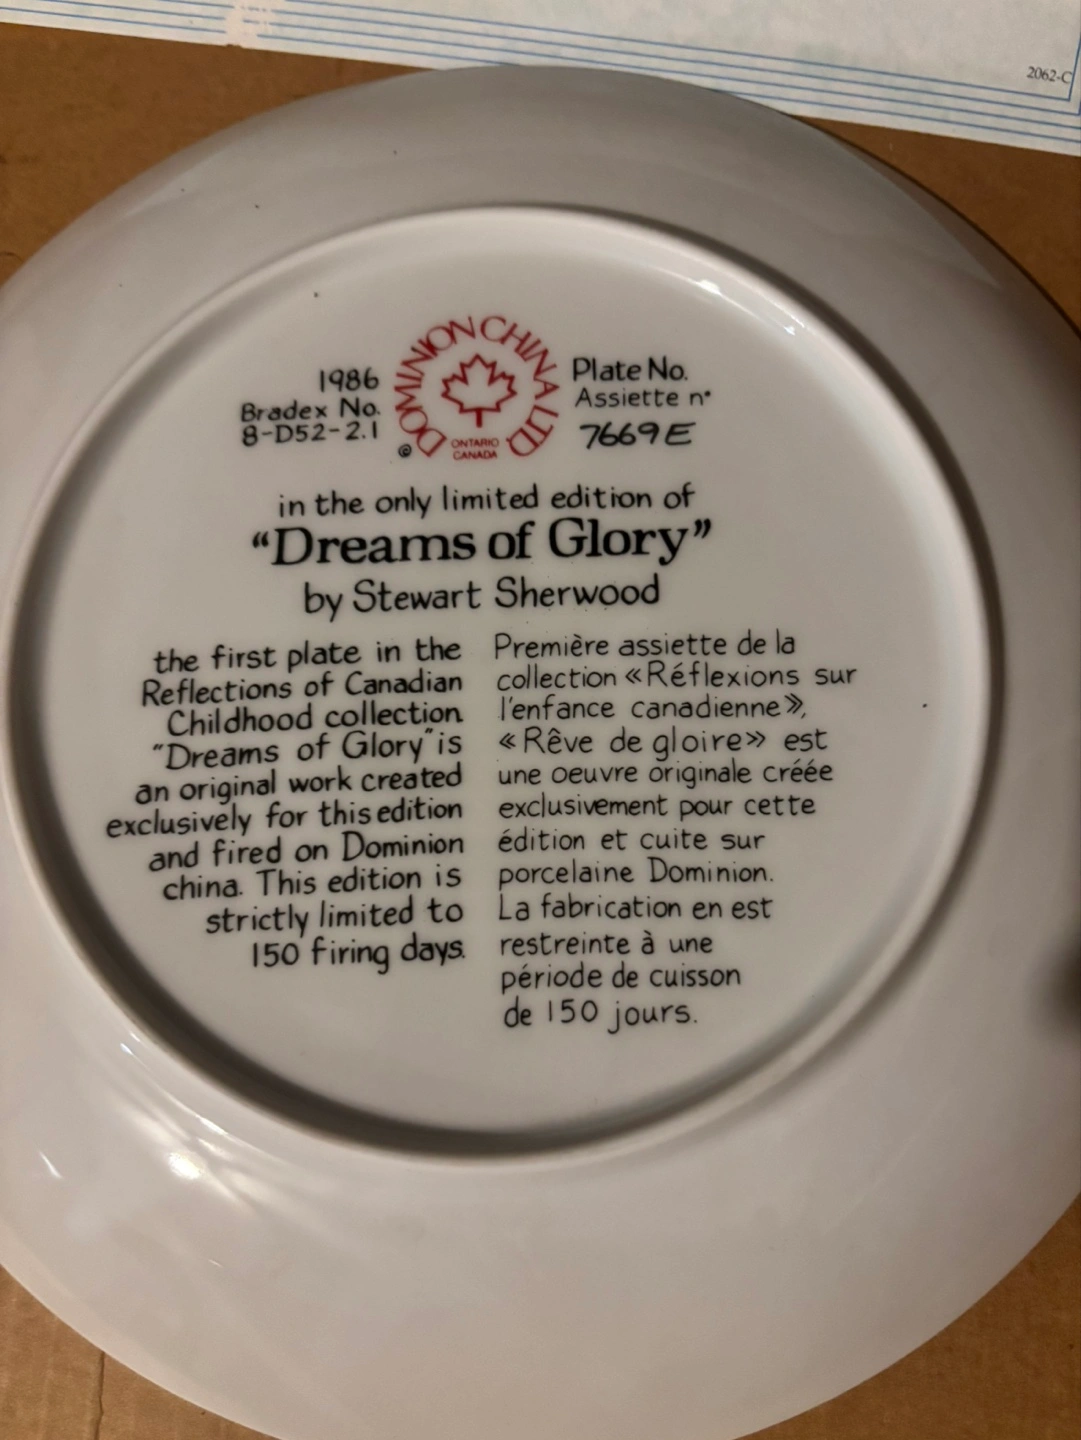 2062-C
1986
Bradex No.
8-D52-2.1
DOMINION CHINA LTD
ONTARIO
CANADA
©
Plate No.
Assiette n°
7669E
in the only limited edition of
“Dreams of Glory”
by Stewart Sherwood
the first plate in the
Reflections of Canadian
Childhood collection.
"Dreams of Glory" is
an original work created
exclusively for this edition
and fired on Dominion
china. This edition is
strictly limited to
150 firing days.
Première assiette de la
collection «Réflexions sur
l'enfance canadienne»,
«Rêve de gloire» est
une oeuvre originale créée
exclusivement pour cette
édition et cuite sur
porcelaine Dominion.
La fabrication en est
restreinte à une
période de cuisson
de 150 jours.